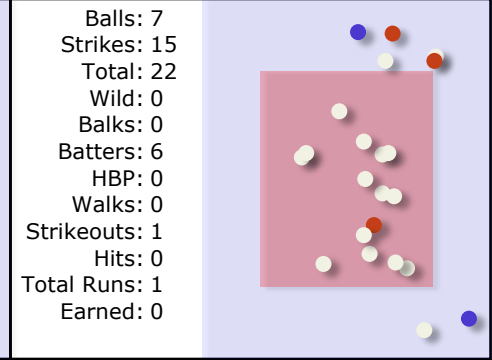 Balls: 7
Strikes: 15
Total: 22
Wild: 0
Balks: 0
Batters: 6
HBP: 0
Walks: 0
Strikeouts: 1
Hits: 0
Total Runs: 1
Earned: 0